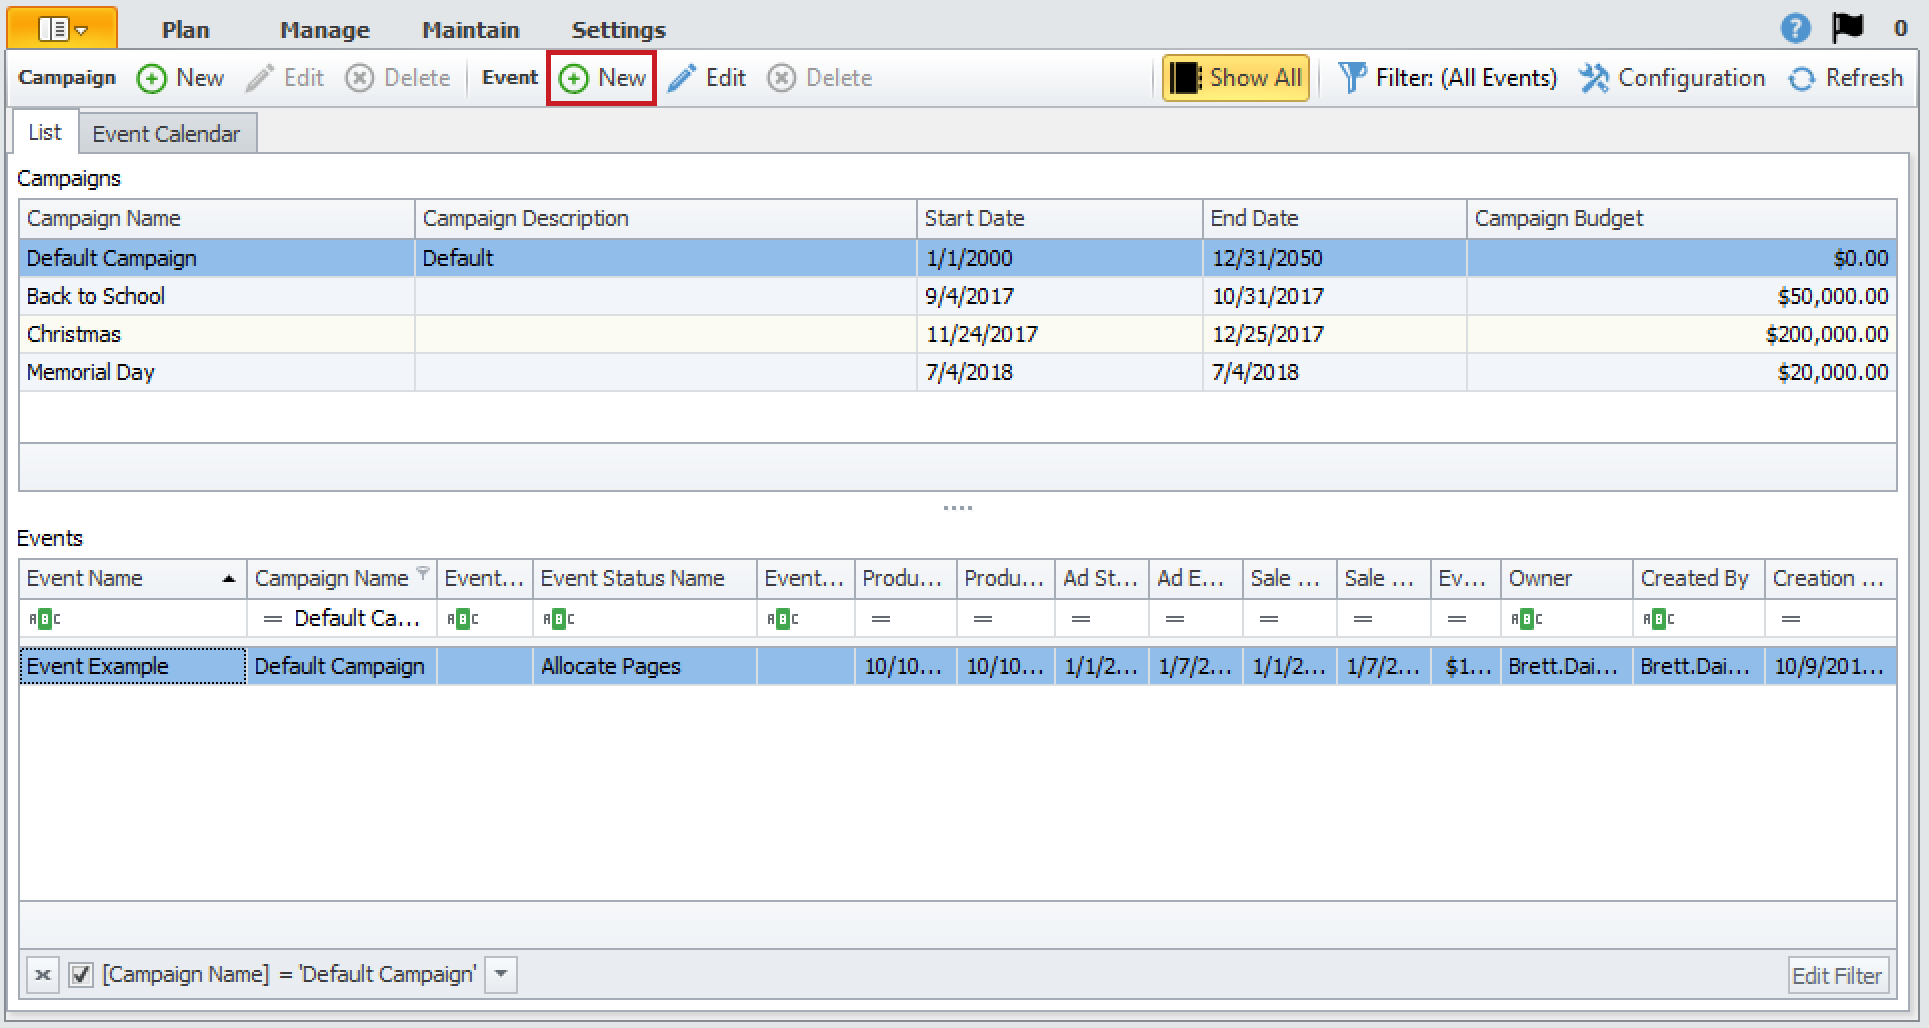 Plan Manage Maintain Settings ? 0
Campaign New Edit Delete Event New Edit Delete Show All Filter: (All Events) Configuration Refresh
List Event Calendar
Campaigns
Campaign Name Campaign Description Start Date End Date Campaign Budget
Default Campaign Default 1/1/2000 12/31/2050 $0.00
Back to School 9/4/2017 10/31/2017 $50,000.00
Christmas 11/24/2017 12/25/2017 $200,000.00
Memorial Day 7/4/2018 7/4/2018 $20,000.00
Events
Event Name Campaign Name Event... Event Status Name Event... Produ... Produ... Ad St... Ad E... Sale ... Sale ... Ev... Owner Created By Creation ...
ABC = Default Ca... ABC ABC ABC = = = = = = = ABC ABC =
Event Example Default Campaign Allocate Pages 10/10... 10/10... 1/1/2... 1/7/2... 1/1/2... 1/7/2... $1... Brett.Dai... Brett.Dai... 10/9/201...
[Campaign Name] = 'Default Campaign' Edit Filter